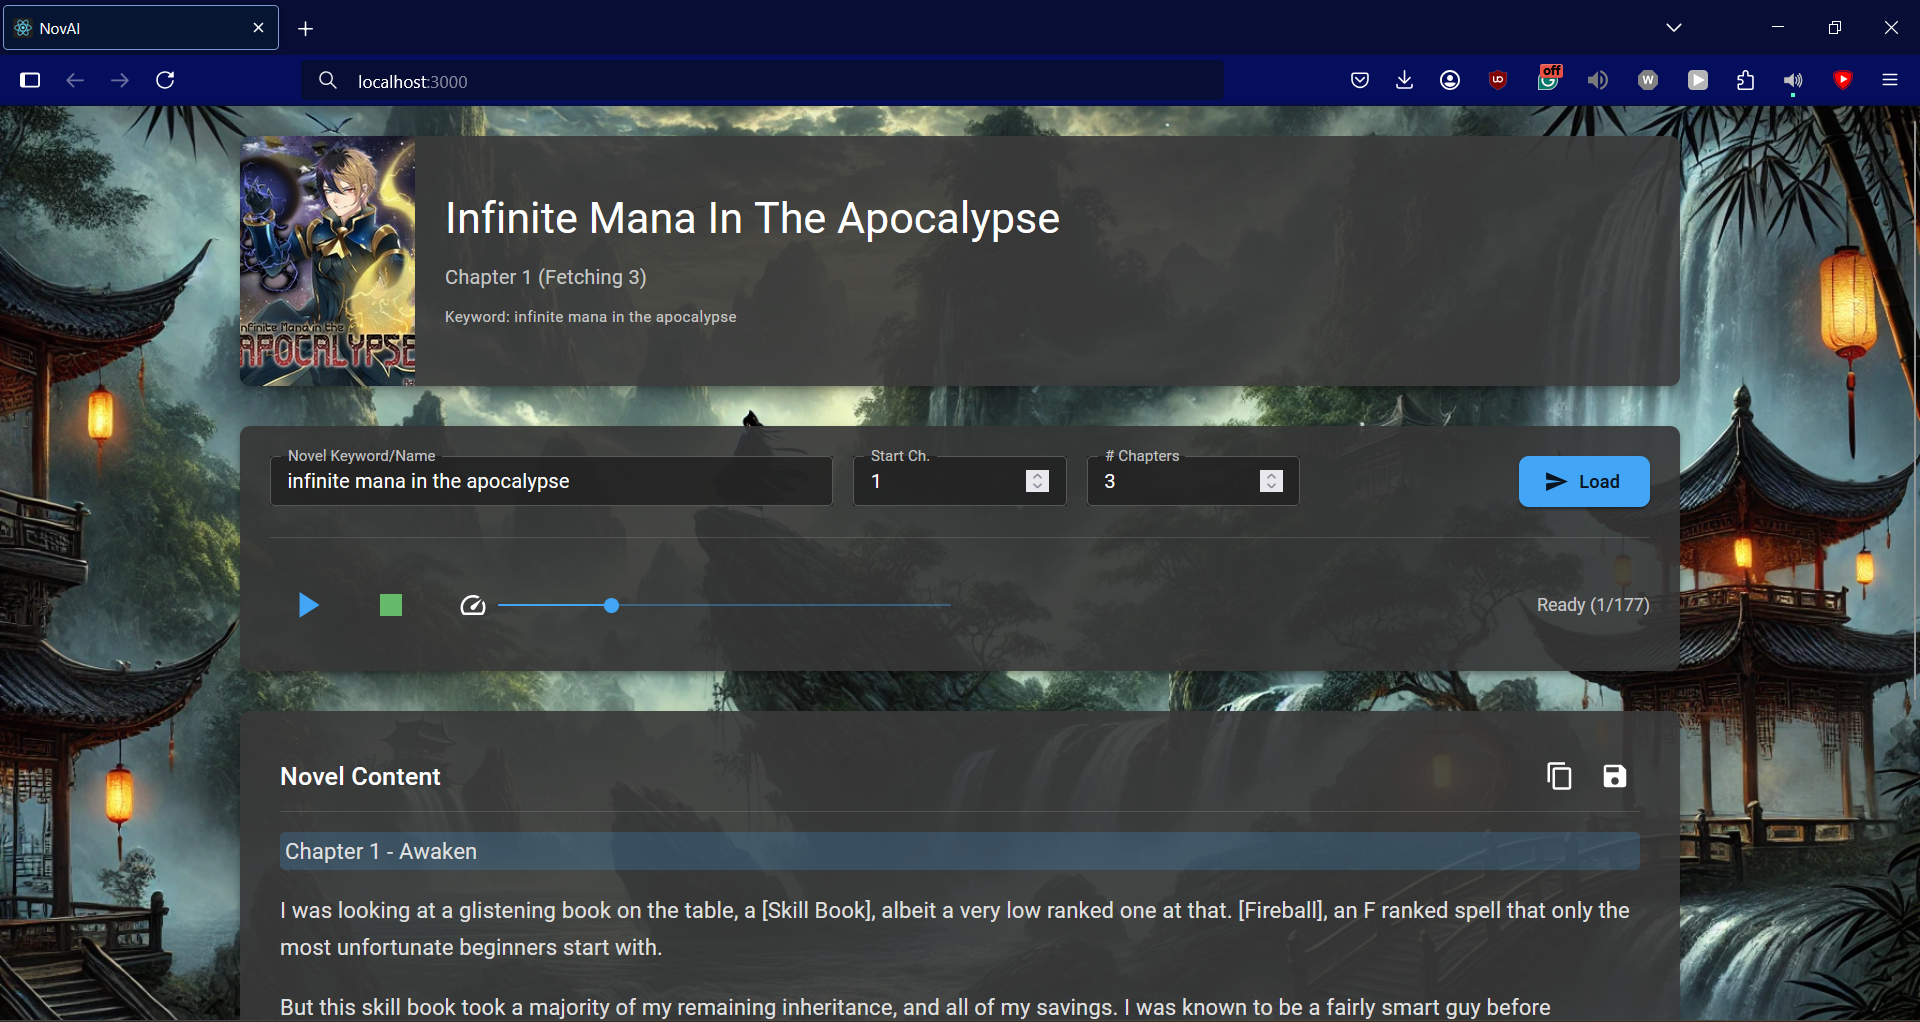 NovAI
localhost:3000
off
Infinite Mana in the
APOCALYPSE
Infinite Mana In The Apocalypse
Chapter 1 (Fetching 3)
Keyword: infinite mana in the apocalypse
Novel Keyword/Name
infinite mana in the apocalypse
Start Ch.
1
# Chapters
3
Load
Ready (1/177)
Novel Content
Chapter 1 - Awaken
I was looking at a glistening book on the table, a [Skill Book], albeit a very low ranked one at that. [Fireball], an F ranked spell that only the
most unfortunate beginners start with.
But this skill book took a majority of my remaining inheritance, and all of my savings. I was known to be a fairly smart guy before